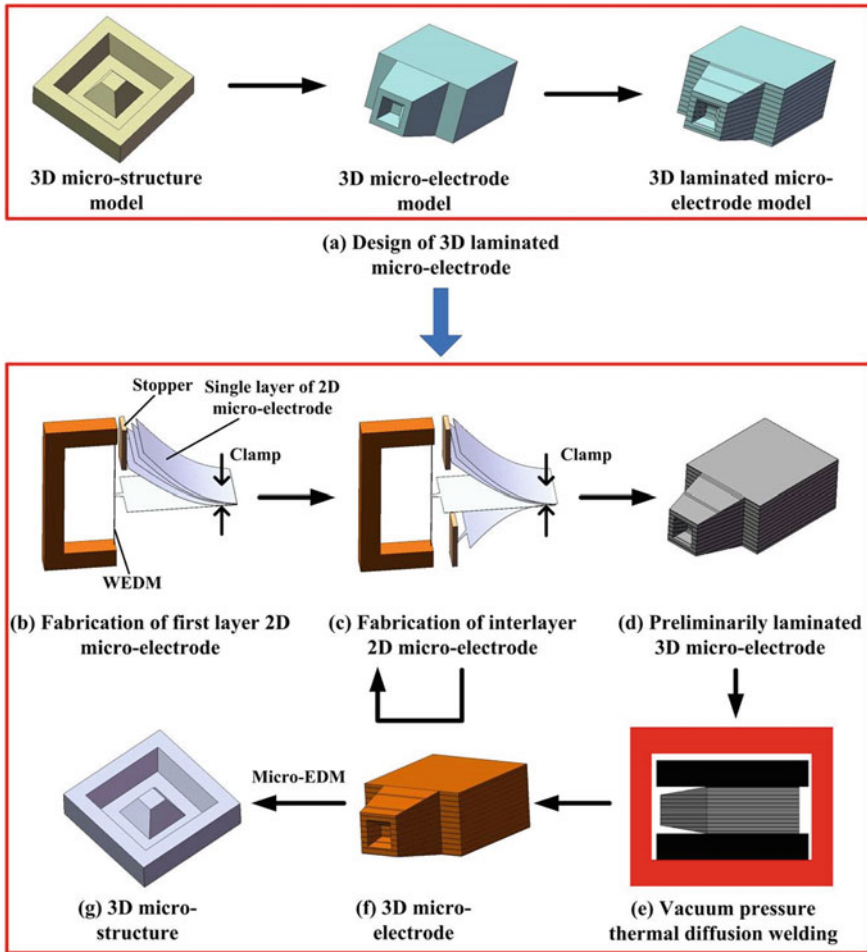 3D micro-structure
model
3D micro-electrode
model
3D laminated micro-
electrode model
(a) Design of 3D laminated
micro-electrode
Stopper
Single layer of 2D
micro-electrode
Clamp
WEDM
Clamp
(b) Fabrication of first layer 2D
micro-electrode
(c) Fabrication of interlayer
2D micro-electrode
(d) Preliminarily laminated
3D micro-electrode
Micro-EDM
(g) 3D micro-
structure
(f) 3D micro-
electrode
(e) Vacuum pressure
thermal diffusion welding